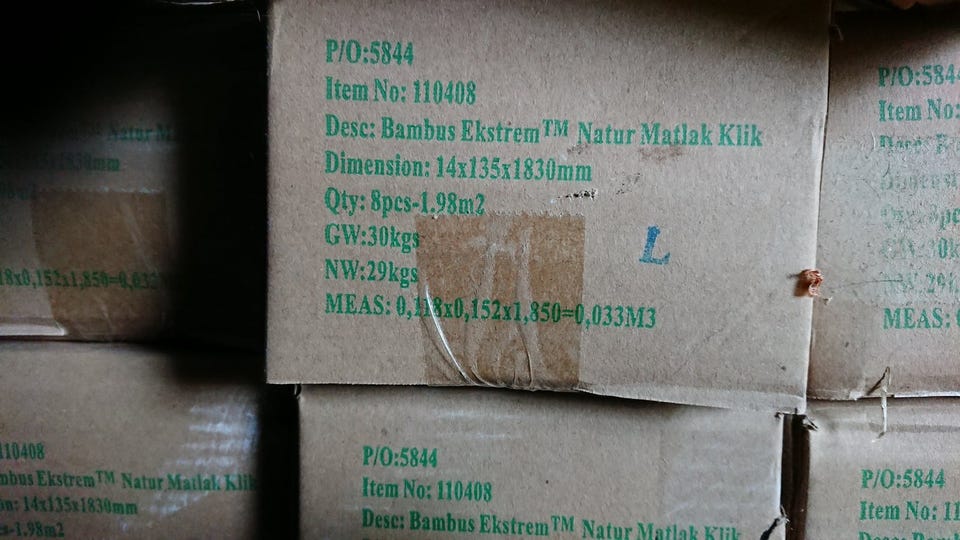 P/O:5844
Item No: 110408
Desc: Bambus Ekstrem™ Natur Matlak Klik
Dimension: 14x135x1830mm
Qty: 8pcs-1.98m2
GW:30kgs
NW:29kgs
MEAS: 0,118x0,152x1,850=0,033M3
L
P/O:584
Item No:
MEAS:
110408
Ekstrem™ Natur Matlak Klik
14x135x1830mm
1.98m2
P/O:5844
Item No: 110408
Desc: Bambus Ekstrem™ Natur Matlak Klik
P/O:5844
Item No: 11